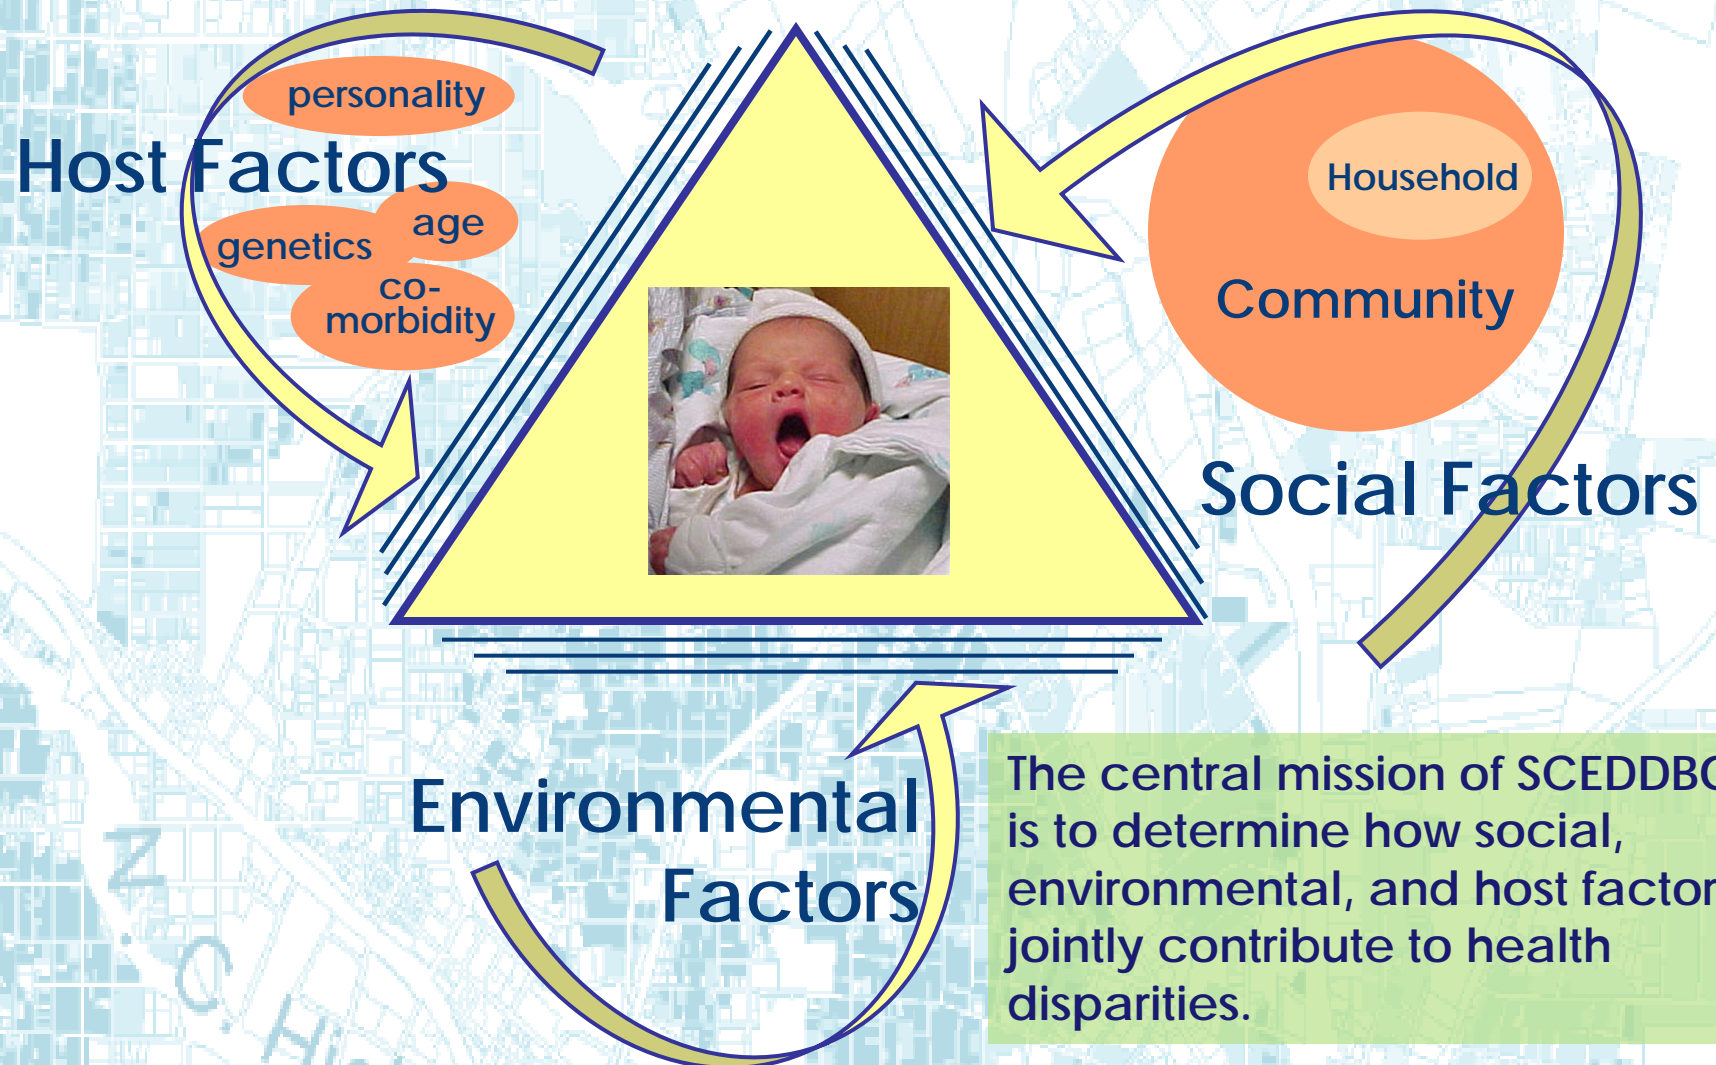 personality
Host Factors
age
genetics
co-
morbidity
Household
Community
Social Factors
Environmental
Factors
The central mission of SCEDDBO
is to determine how social,
environmental, and host factor
jointly contribute to health
disparities.
N. C. H